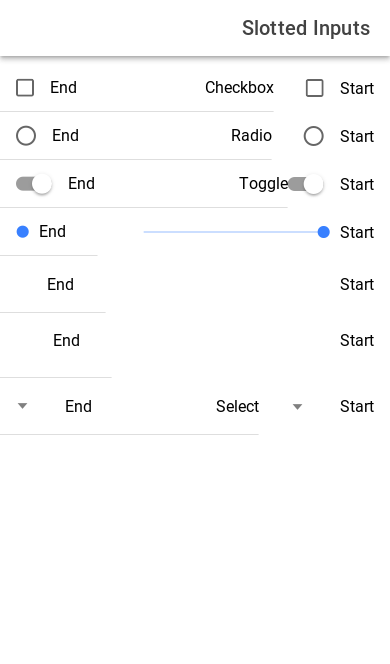 Slotted Inputs
End Checkbox Start
End Radio Start
End Toggle Start
End Start
End Start
End Start
End Select Start